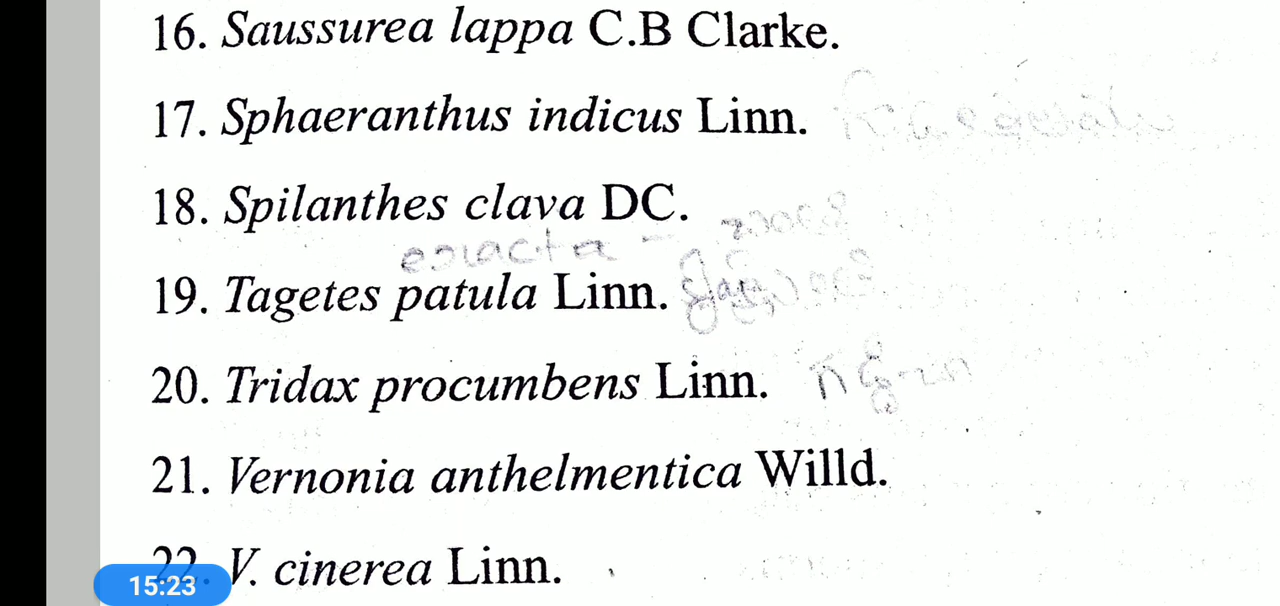 16. Saussurea lappa C.B Clarke.
17. Sphaeranthus indicus Linn.
18. Spilanthes clava DC.
19. Tagetes patula Linn.
20. Tridax procumbens Linn.
21. Vernonia anthelmentica Willd.
22. V. cinerea Linn.
15:23